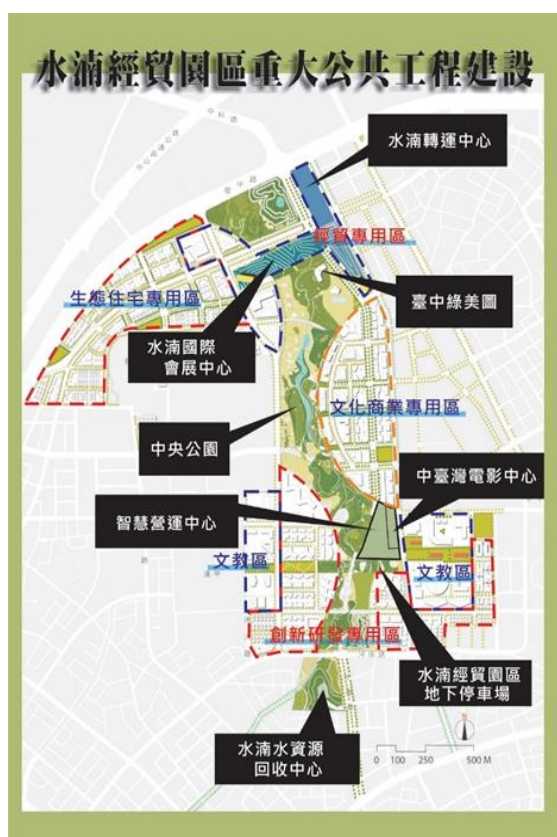 水湳經貿園區重大公共工程建設
中科路
水湳轉運中心
經貿專用區
生態住宅專用區
臺中綠美圖
水湳國際
會展中心
文化商業專用區
中央公園
中臺灣電影中心
智慧營運中心
文教區
文教區
創新研發專用區
水湳經貿園區
地下停車場
水湳水資源
回收中心
N
0 100 250 500 M